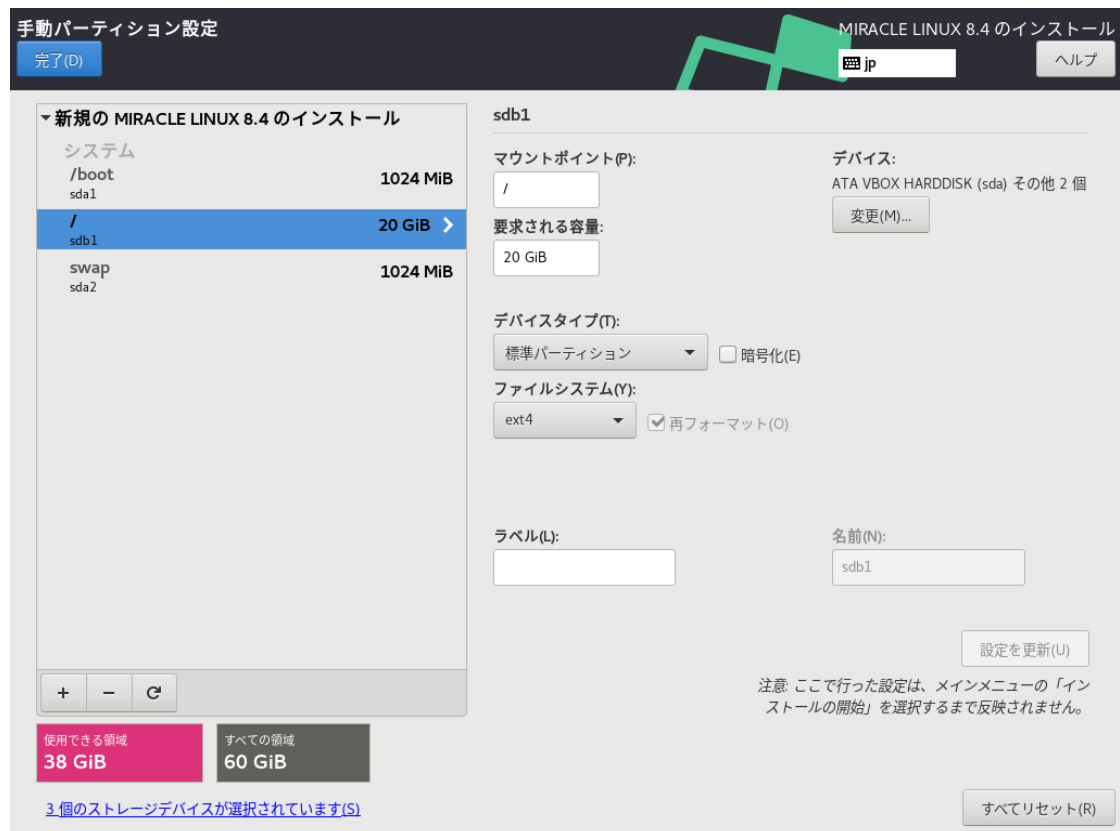 手動パーティション設定
MIRACLE LINUX 8.4 のインストール
完了(D)
jp
ヘルプ
新規の MIRACLE LINUX 8.4 のインストール
システム
/boot
1024 MiB
sda1
/
20 GiB
sdb1
swap
1024 MiB
sda2
sdb1
マウントポイント(P):
/
要求される容量:
20 GiB
デバイス:
ATA VBOX HARDDISK (sda) その他 2 個
変更(M)...
デバイスタイプ(T):
標準パーティション
暗号化(E)
ファイルシステム(Y):
ext4
再フォーマット(O)
ラベル(L):
名前(N):
sdb1
設定を更新(U)
注意: ここで行った設定は、メインメニューの「イン
ストールの開始」を選択するまで反映されません。
使用できる領域
38 GiB
すべての領域
60 GiB
3 個のストレージデバイスが選択されています(S)
すべてリセット(R)